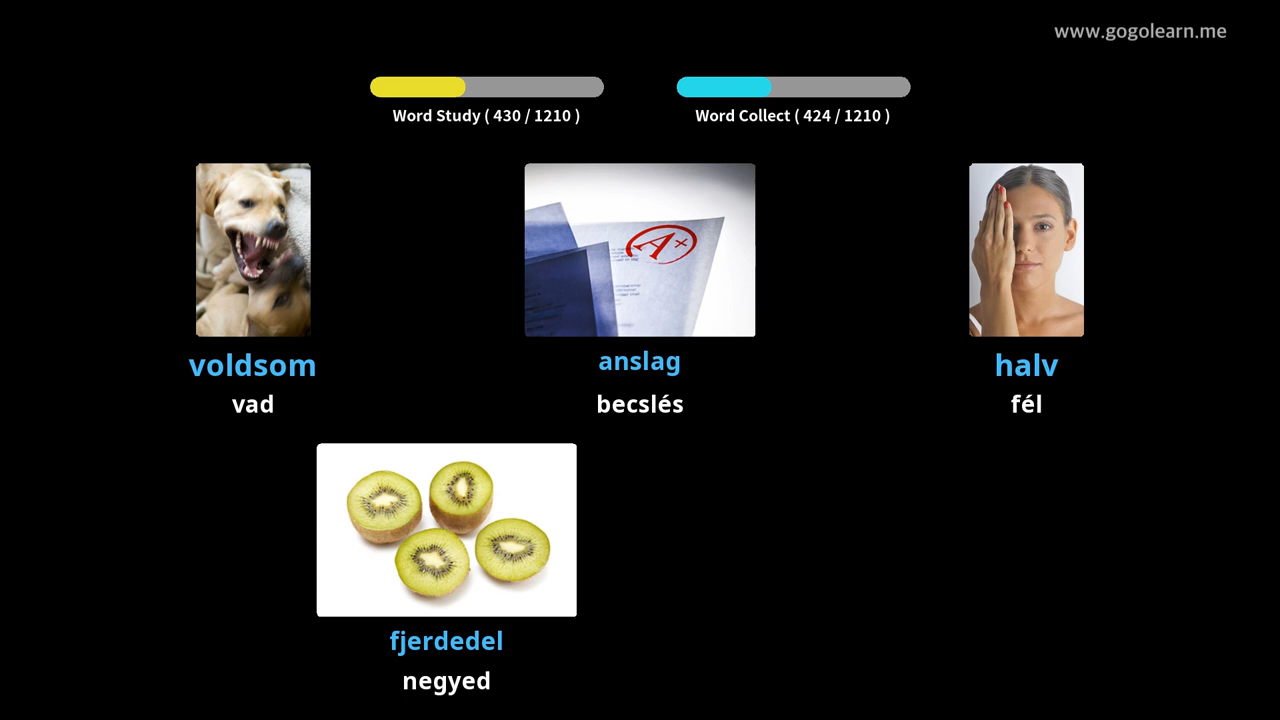 www.gogolearn.me
Word Study ( 430 / 1210 )
Word Collect ( 424 / 1210 )
A+
voldsom
anslag
halv
vad
becslés
fél
fjerdedel
negyed